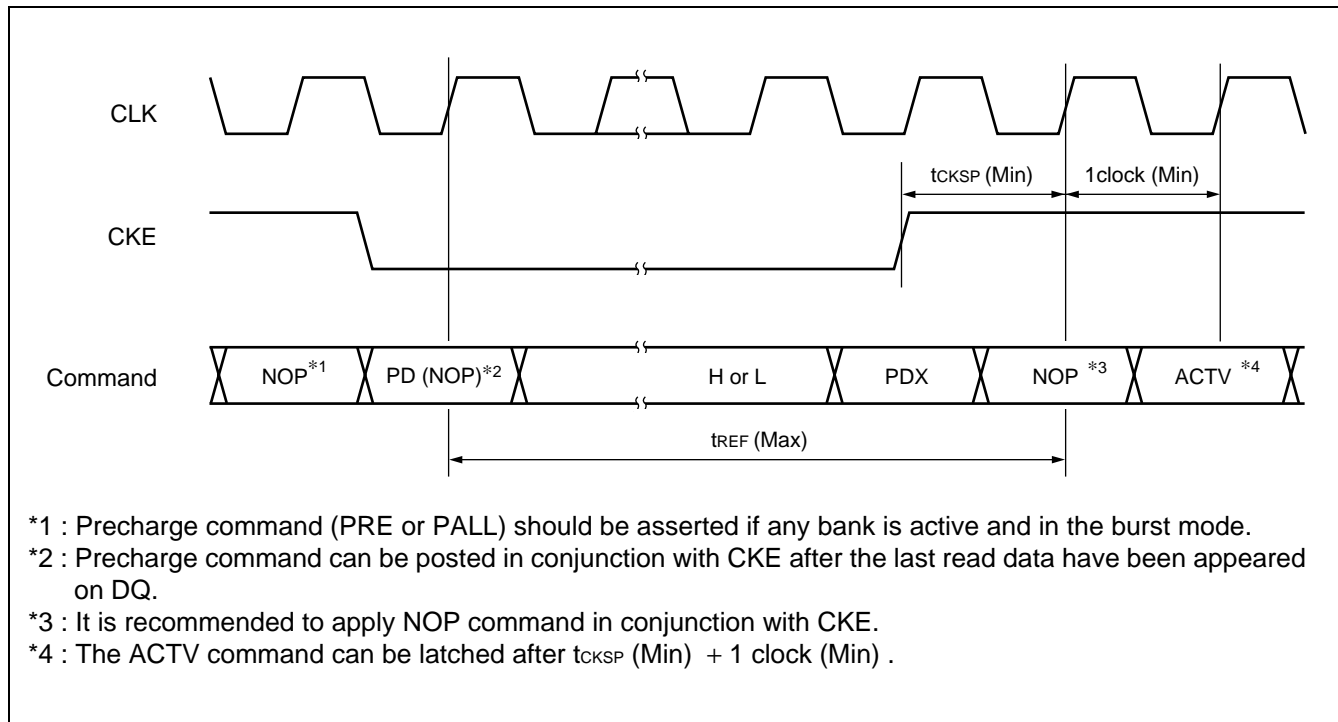 CLK
tCKSP (Min)
1clock (Min)
CKE
Command
NOP*1
PD (NOP)*2
H or L
PDX
NOP *3
ACTV *4
tREF (Max)
*1 : Precharge command (PRE or PALL) should be asserted if any bank is active and in the burst mode.
*2 : Precharge command can be posted in conjunction with CKE after the last read data have been appeared
on DQ.
*3 : It is recommended to apply NOP command in conjunction with CKE.
*4 : The ACTV command can be latched after tCKSP (Min) + 1 clock (Min) .